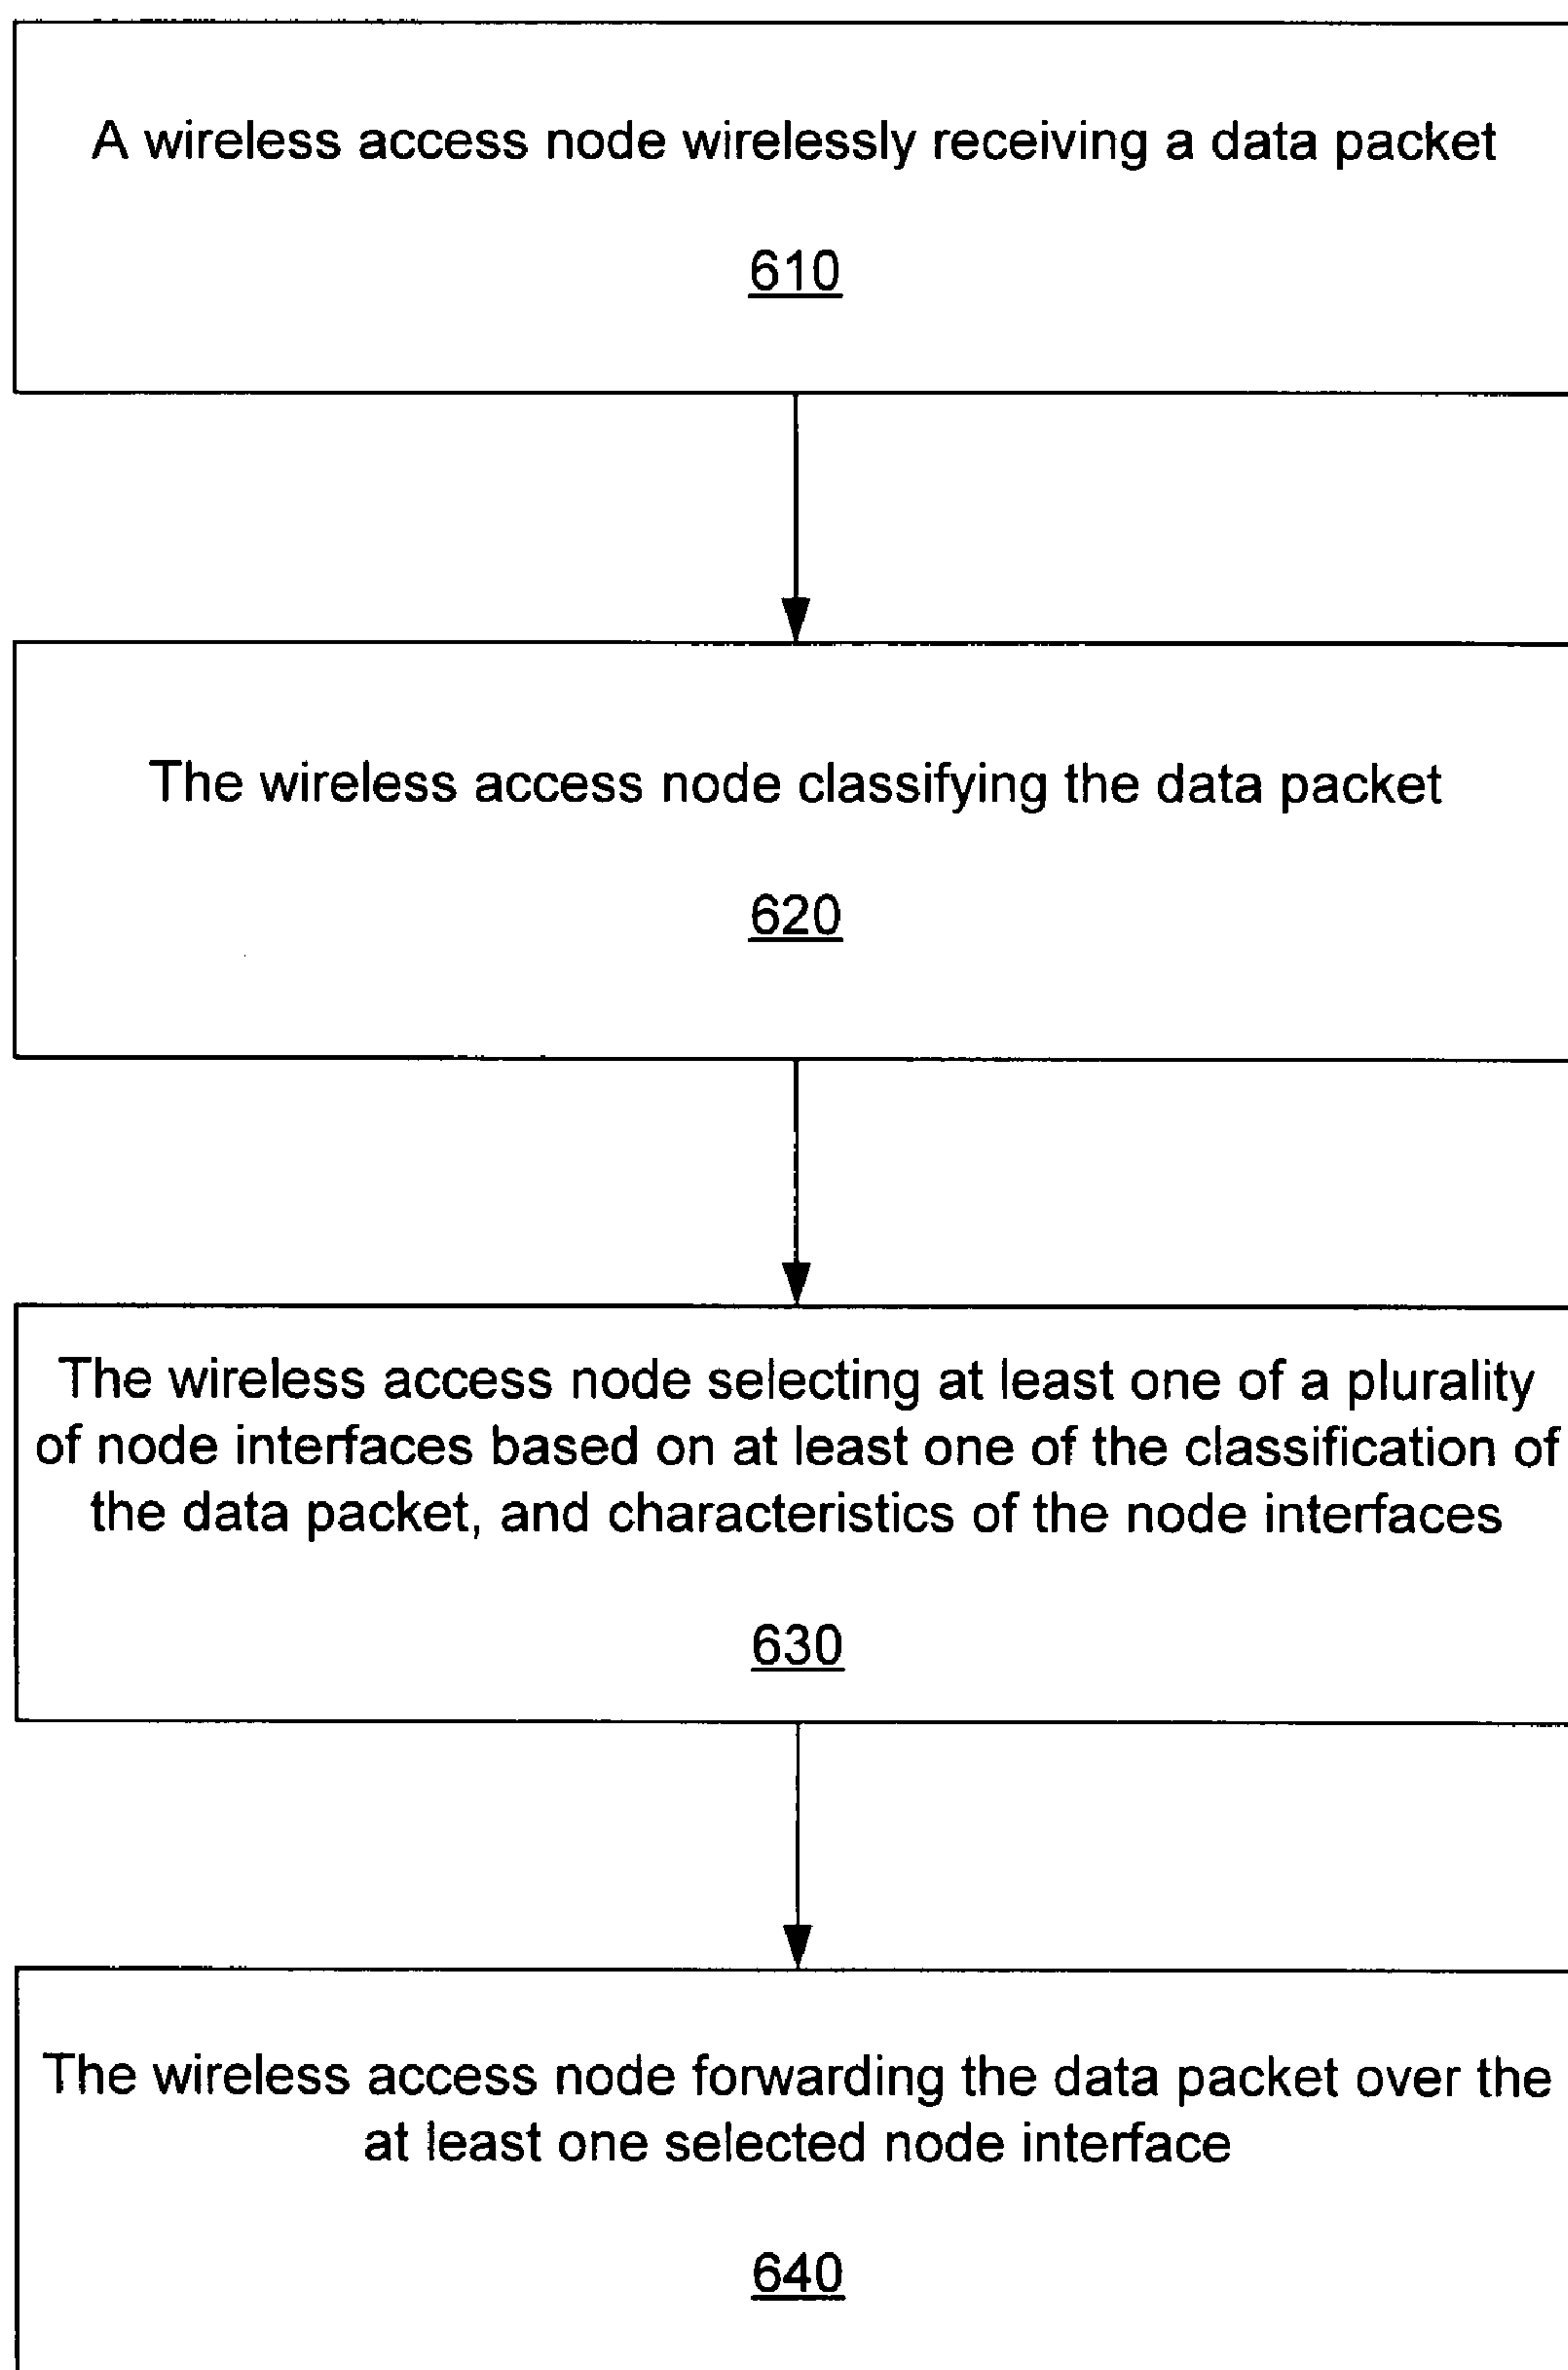 A wireless access node wirelessly receiving a data packet
610
The wireless access node classifying the data packet
620
The wireless access node selecting at least one of a plurality
of node interfaces based on at least one of the classification of
the data packet, and characteristics of the node interfaces
630
The wireless access node forwarding the data packet over the
at least one selected node interface
640